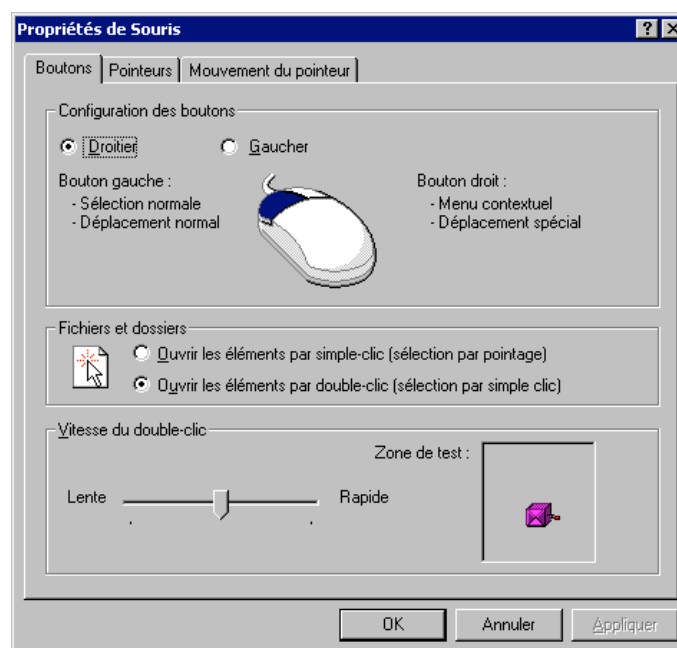 Propriétés de Souris
Boutons Pointeurs Mouvement du pointeur
Configuration des boutons
Droitier Gaucher
Bouton gauche : Bouton droit :
- Sélection normale - Menu contextuel
- Déplacement normal - Déplacement spécial
Fichiers et dossiers
Ouvrir les éléments par simple-clic (sélection par pointage)
Ouvrir les éléments par double-clic (sélection par simple clic)
Vitesse du double-clic
Zone de test :
Lente Rapide
OK Annuler Appliquer